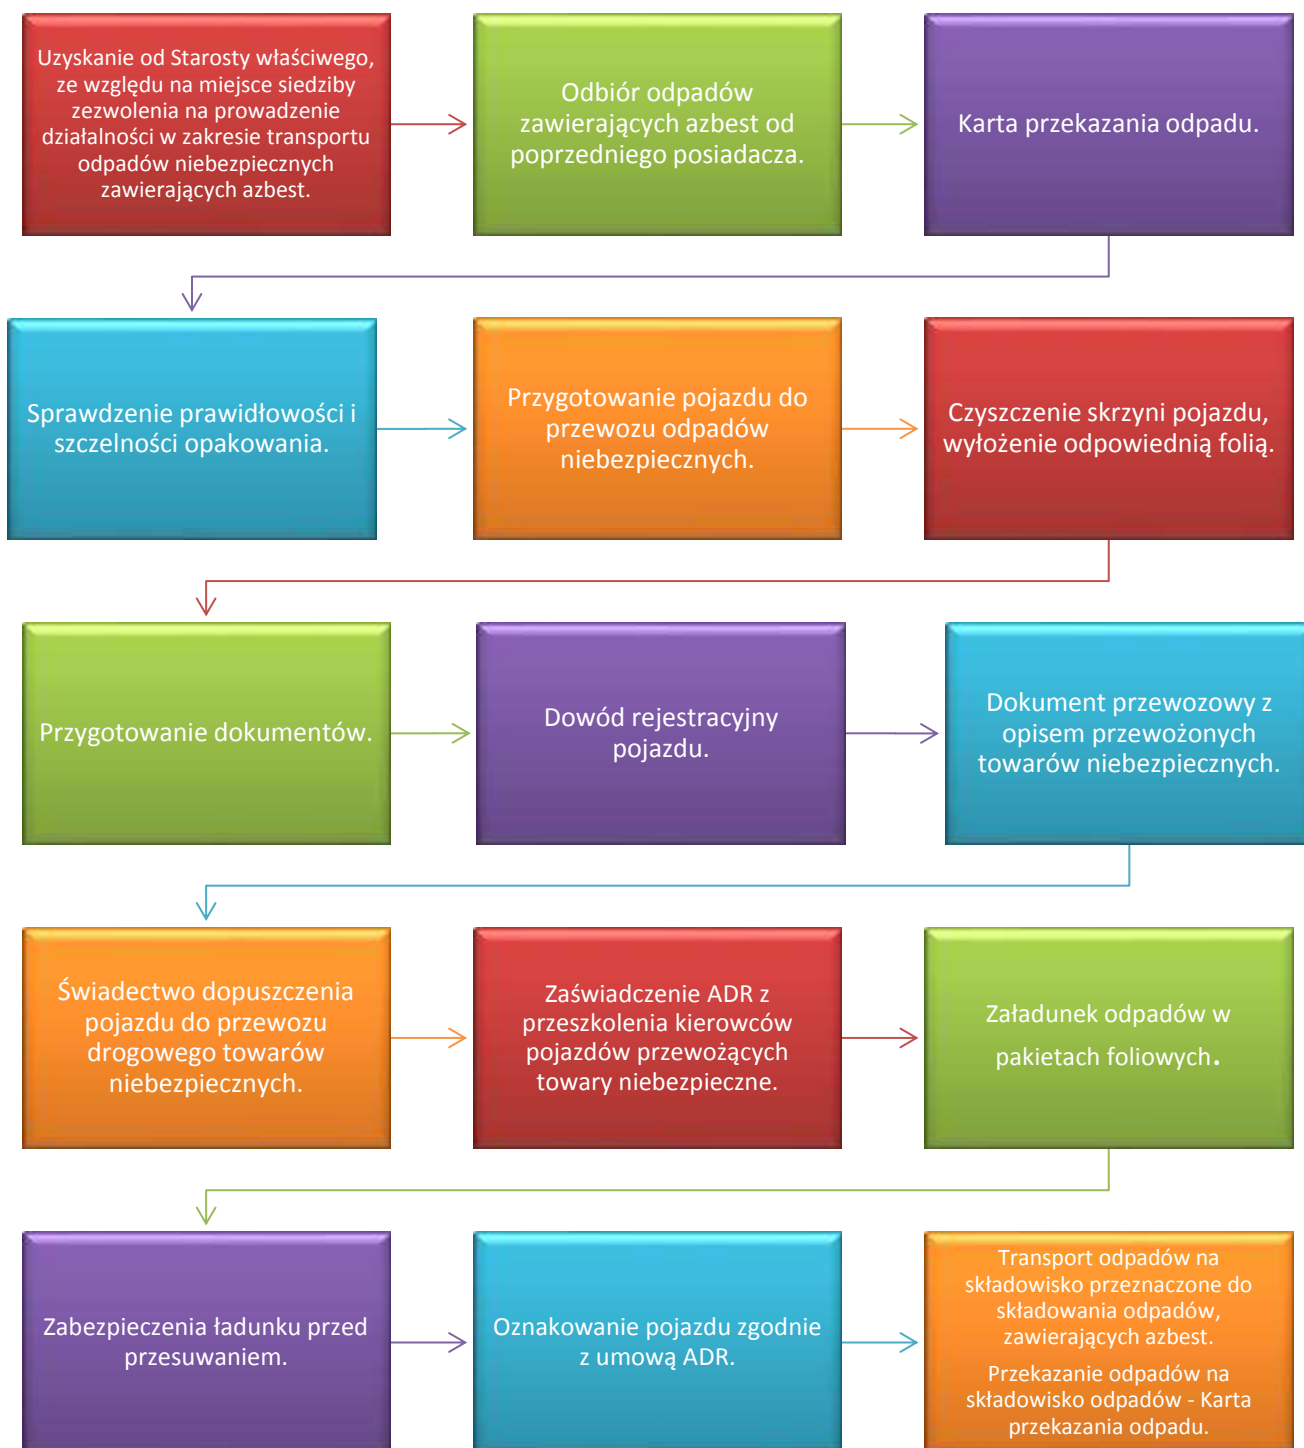 Uzyskanie od Starosty właściwego,
ze względu na miejsce siedziby
zezwolenia na prowadzenie
działalności w zakresie transportu
odpadów niebezpiecznych
zawierających azbest.
Odbiór odpadów
zawierających azbest od
poprzedniego posiadacza.
Karta przekazania odpadu.
Sprawdzenie prawidłowości i
szczelności opakowania.
Przygotowanie pojazdu do
przewozu odpadów
niebezpiecznych.
Czyszczenie skrzyni pojazdu,
wyłożenie odpowiednią folią.
Przygotowanie dokumentów.
Dowód rejestracyjny
pojazdu.
Dokument przewozowy z
opisem przewożonych
towarów niebezpiecznych.
Świadectwo dopuszczenia
pojazdu do przewozu
drogowego towarów
niebezpiecznych.
Zaświadczenie ADR z
przeszkolenia kierowców
pojazdów przewożących
towary niebezpieczne.
Załadunek odpadów w
pakietach foliowych.
Zabezpieczenia ładunku przed
przesuwaniem.
Oznakowanie pojazdu zgodnie
z umową ADR.
Transport odpadów na
składowisko przeznaczone do
składowania odpadów,
zawierających azbest.
Przekazanie odpadów na
składowisko odpadów - Karta
przekazania odpadu.